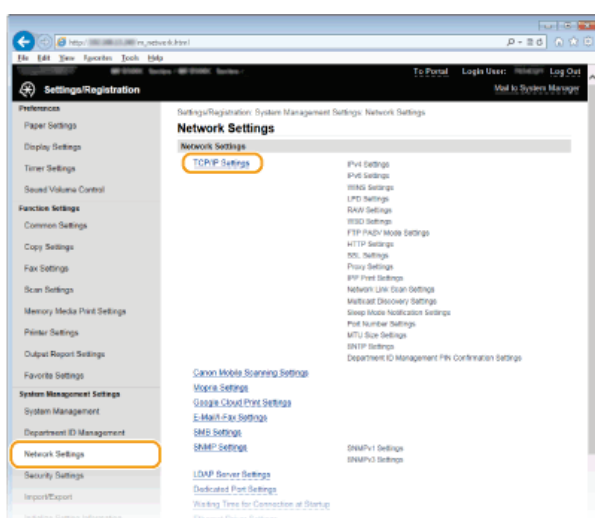 http://
m_network.html
File Edit View Favorites Tools Help
To Portal Login User: Log Out
Settings/Registration
Mail to System Manager
Preferences
Paper Settings
Display Settings
Timer Settings
Sound Volume Control
Function Settings
Common Settings
Copy Settings
Fax Settings
Scan Settings
Memory Media Print Settings
Printer Settings
Output Report Settings
Favorite Settings
System Management Settings
System Management
Department ID Management
Network Settings
Security Settings
Import/Export
Settings/Registration: System Management Settings: Network Settings
Network Settings
Network Settings
TCP/IP Settings
IPv4 Settings
IPv6 Settings
WINS Settings
LPD Settings
RAW Settings
WSD Settings
FTP PASV Mode Settings
HTTP Settings
SSL Settings
Proxy Settings
IPP Print Settings
Network Link Scan Settings
Multicast Discovery Settings
Sleep Mode Notification Settings
Port Number Settings
MTU Size Settings
SNTP Settings
Department ID Management PIN Confirmation Settings
Canon Mobile Scanning Settings
Mopria Settings
Google Cloud Print Settings
E-Mail/I-Fax Settings
SMB Settings
SNMP Settings
SNMPv1 Settings
SNMPv3 Settings
LDAP Server Settings
Dedicated Port Settings
Waiting Time for Connection at Startup